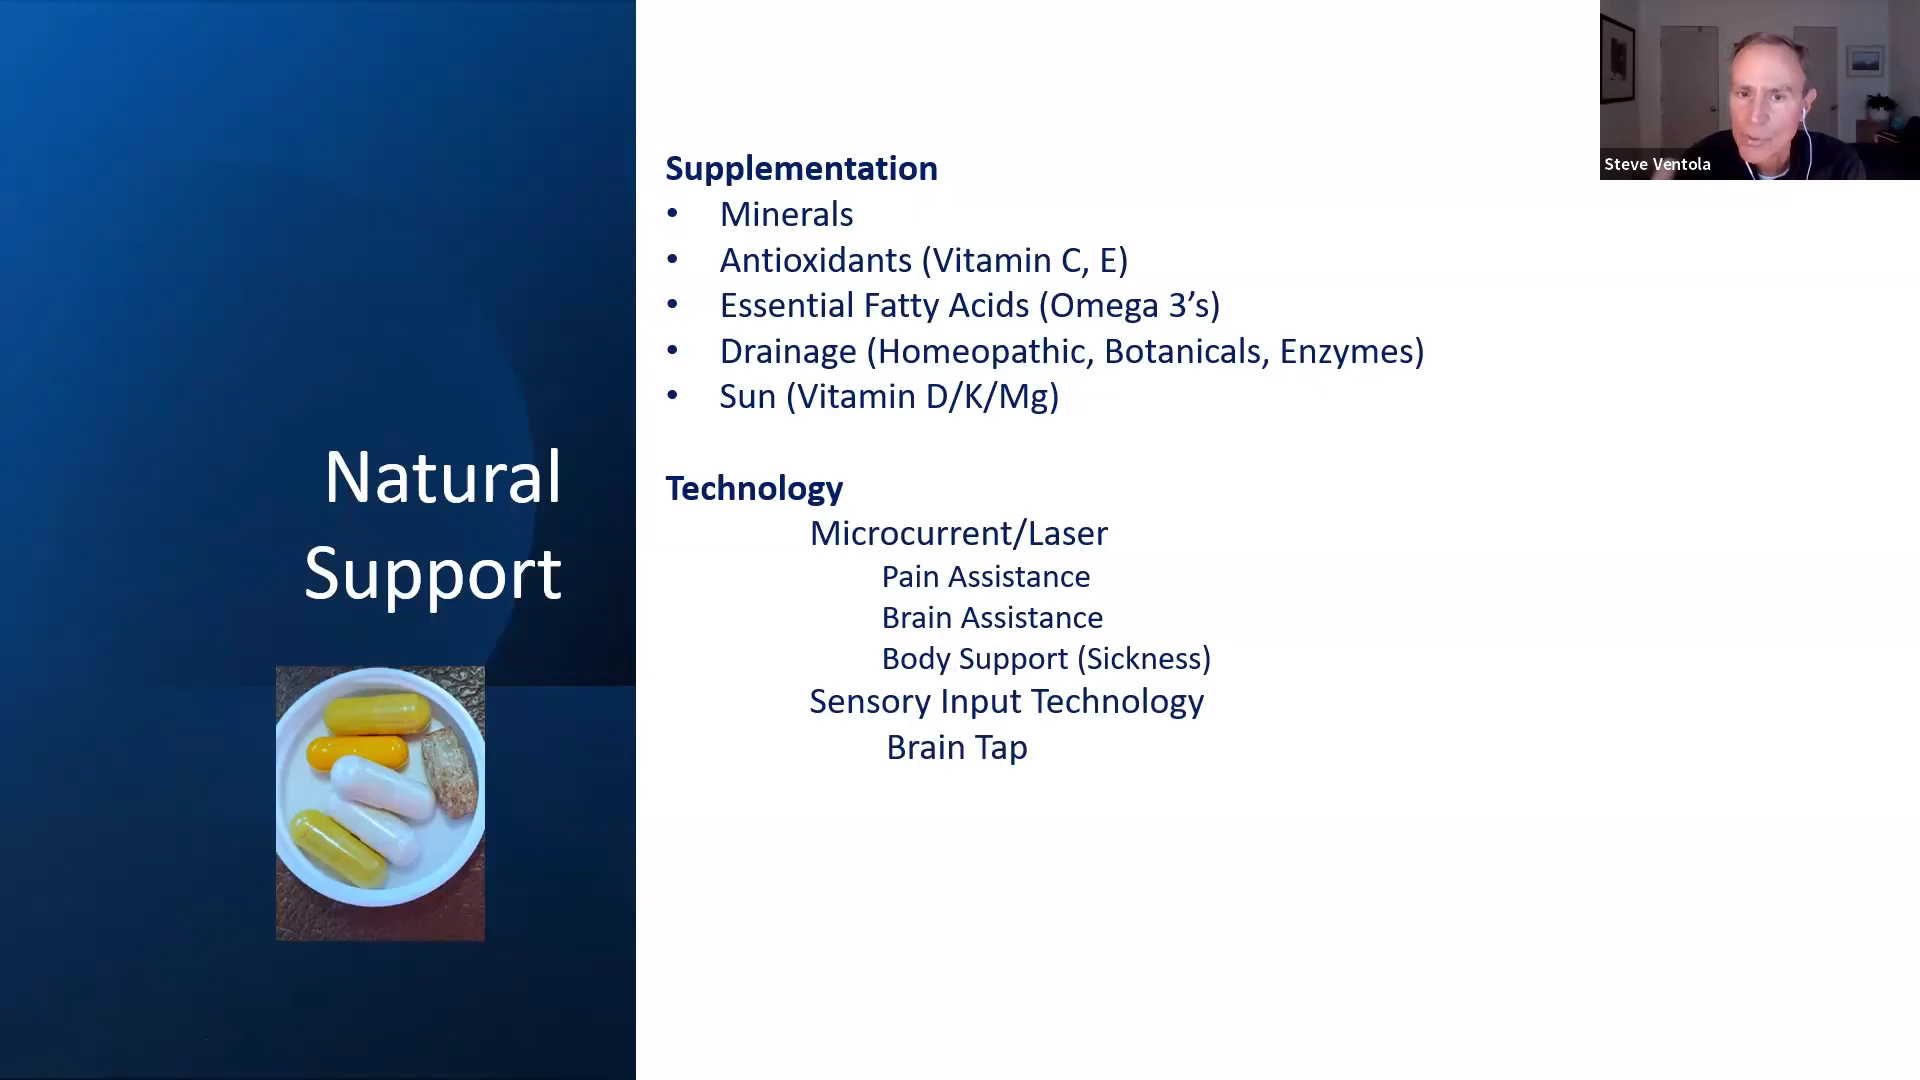 Natural
Support
Supplementation
• Minerals
• Antioxidants (Vitamin C, E)
• Essential Fatty Acids (Omega 3’s)
• Drainage (Homeopathic, Botanicals, Enzymes)
• Sun (Vitamin D/K/Mg)
Technology
Microcurrent/Laser
Pain Assistance
Brain Assistance
Body Support (Sickness)
Sensory Input Technology
Brain Tap
Steve Ventola